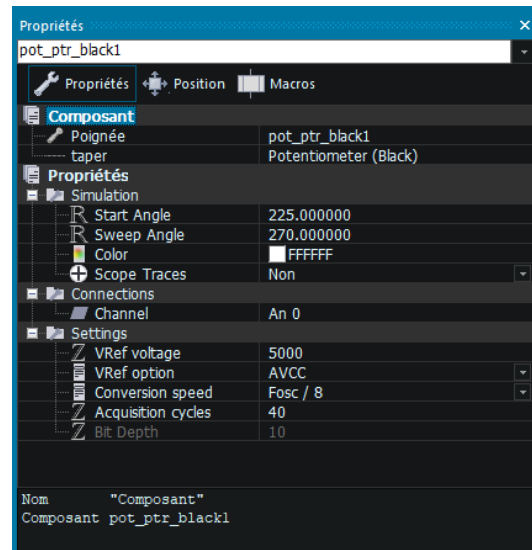 Propriétés
pot_ptr_black1
Propriétés Position Macros
Composant
Poignée pot_ptr_black1
taper Potentiometer (Black)
Propriétés
Simulation
Start Angle 225.000000
Sweep Angle 270.000000
Color FFFFFF
Scope Traces Non
Connections
Channel An 0
Settings
VRef voltage 5000
VRef option AVCC
Conversion speed Fosc / 8
Acquisition cycles 40
Bit Depth 10
Nom "Composant"
Composant pot_ptr_black1